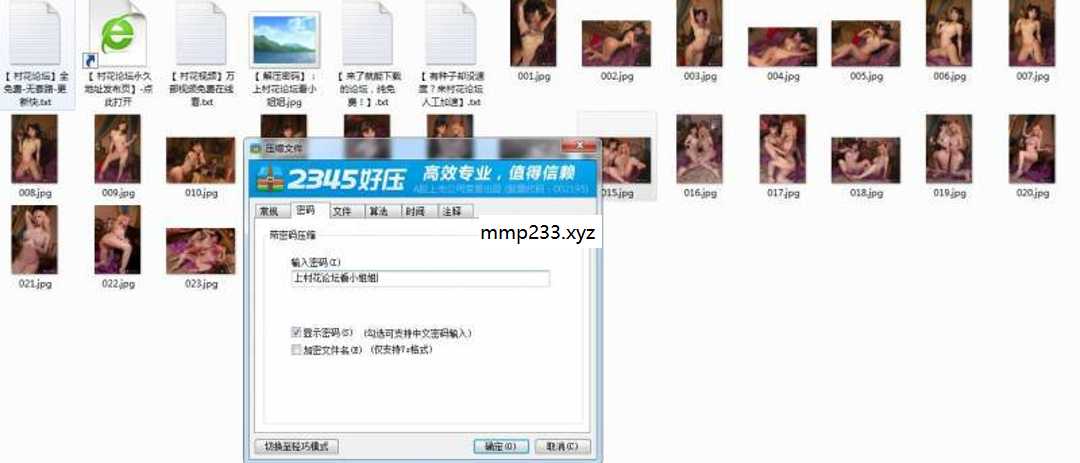 【 村花论坛】全
免费-无套路-更
新快.txt
【 村花论坛永久
地址发布页】-点
此打开
【 村花视频】万
部视频免费在线
看.txt
【 解压密码】：
上村花论坛看小
姐姐.jpg
【 来了就能下载
的论坛，纯免
费！】.txt
【 有种子却没速
度？来村花论坛
人工加速】.txt
001.jpg
002.jpg
003.jpg
004.jpg
005.jpg
006.jpg
007.jpg
008.jpg
009.jpg
010.jpg
015.jpg
016.jpg
017.jpg
018.jpg
019.jpg
020.jpg
021.jpg
022.jpg
023.jpg
压缩文件
2345好压
高效专业，值得信赖
常规 密码 文件 算法 时间 注释
带密码压缩
mmp233.xyz
输入密码(I)
上村花论坛看小姐姐
显示密码(S) (勾选可支持中文密码输入)
加密文件名(E) (仅支持7z格式)
切换至轻巧模式
确定(O)
取消(C)